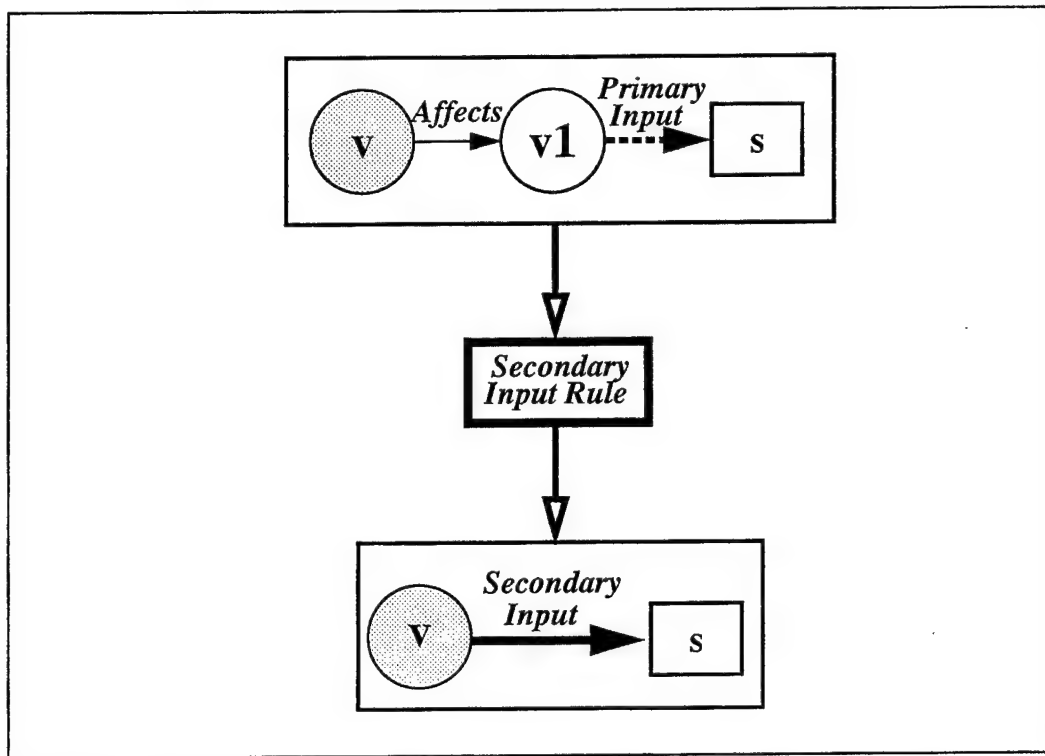 Affects
Primary
Input
v
v1
s
Secondary
Input Rule
Secondary
Input
v
s